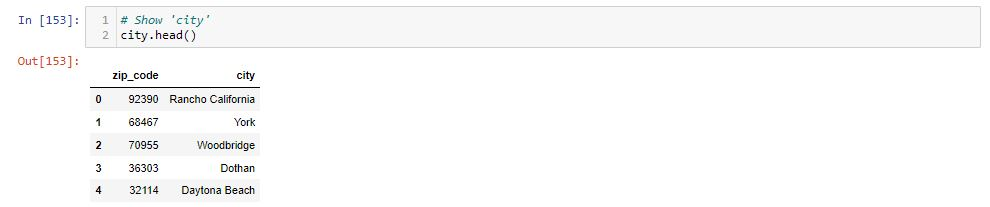 In [153]:
1 # Show 'city'
2 city.head()
Out[153]:
zip_code city
0 92390 Rancho California
1 68467 York
2 70955 Woodbridge
3 36303 Dothan
4 32114 Daytona Beach